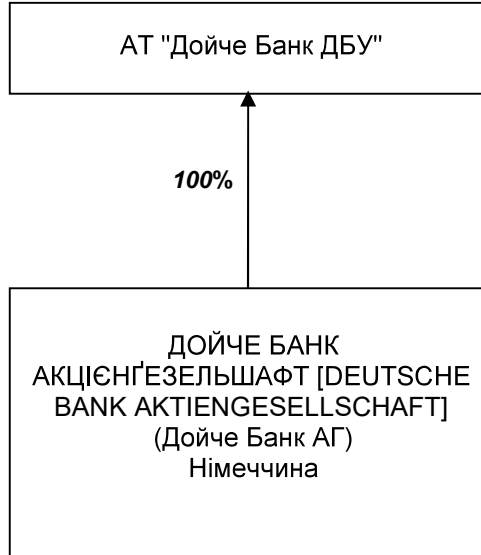 АТ "Дойче Банк ДБУ"
100%
ДОЙЧЕ БАНК
АКЦІЄНҐЕЗЕЛЬШАФТ [DEUTSCHE
BANK AKTIENGESELLSCHAFT]
(Дойче Банк АГ)
Німеччина